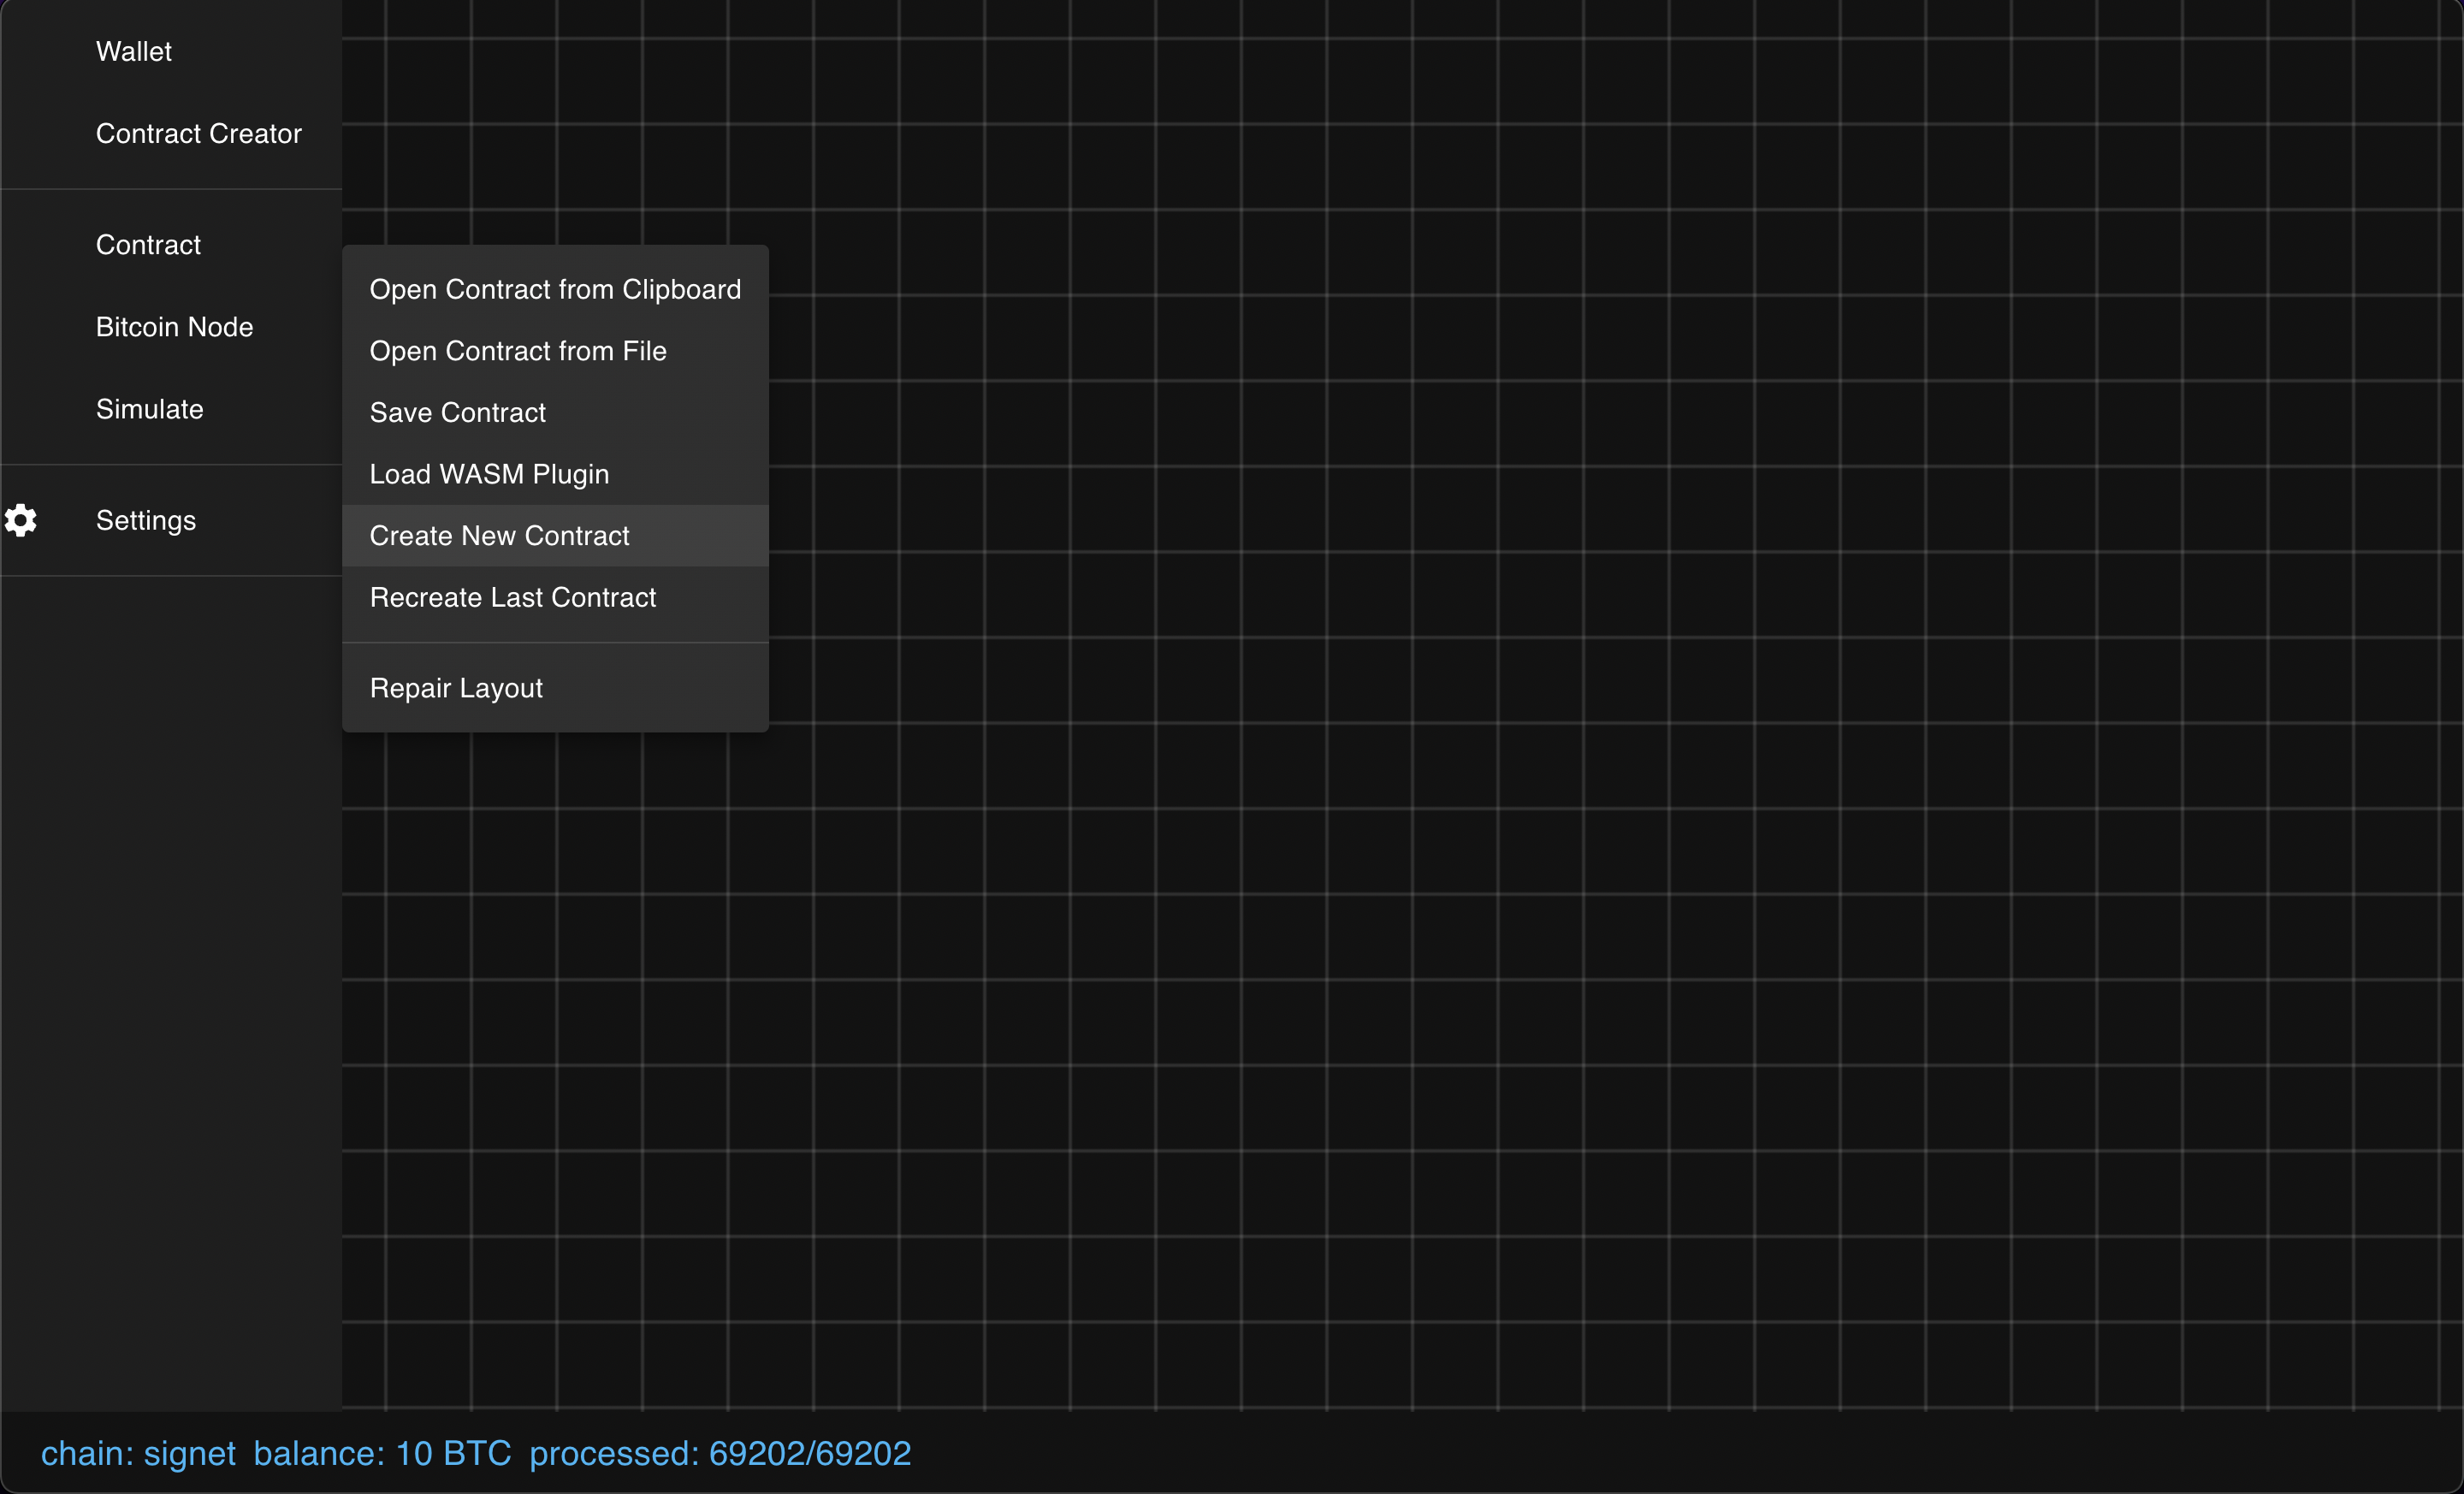 Wallet
Contract Creator
Contract
Bitcoin Node
Simulate
Settings
Open Contract from Clipboard
Open Contract from File
Save Contract
Load WASM Plugin
Create New Contract
Recreate Last Contract
Repair Layout
chain: signet balance: 10 BTC processed: 69202/69202